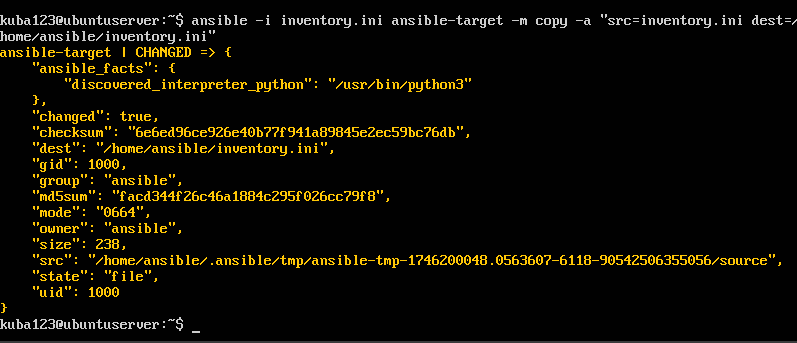 kuba123@ubuntuserver:~$ ansible -i inventory.ini ansible-target -m copy -a "src=inventory.ini dest=/
home/ansible/inventory.ini"
ansible-target | CHANGED => {
    "ansible_facts": {
        "discovered_interpreter_python": "/usr/bin/python3"
    },
    "changed": true,
    "checksum": "6e6ed96ce926e40b77f941a89845e2ec59bc76db",
    "dest": "/home/ansible/inventory.ini",
    "gid": 1000,
    "group": "ansible",
    "md5sum": "facd344f26c46a1884c295f026cc79f8",
    "mode": "0664",
    "owner": "ansible",
    "size": 238,
    "src": "/home/ansible/.ansible/tmp/ansible-tmp-1746200048.0563607-6118-90542506355056/source",
    "state": "file",
    "uid": 1000
}
kuba123@ubuntuserver:~$ _